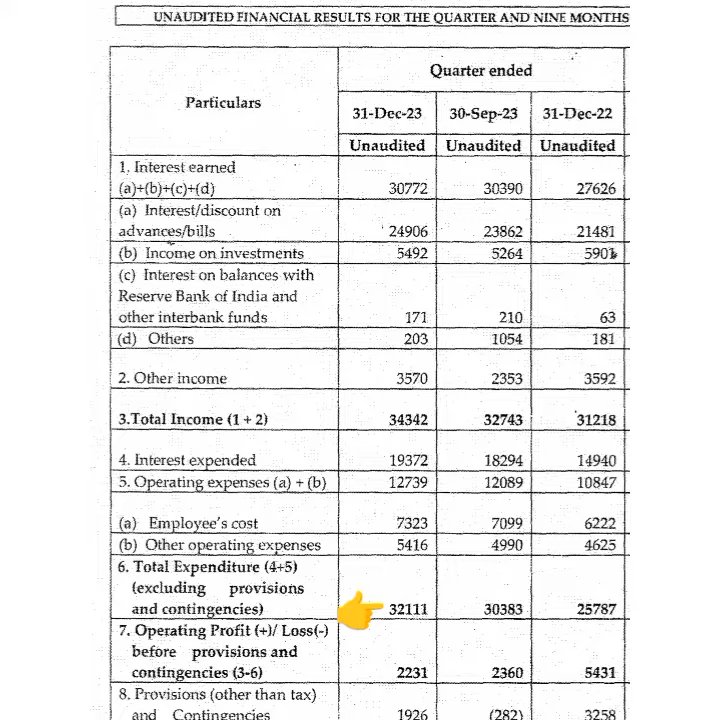 UNAUDITED FINANCIAL RESULTS FOR THE QUARTER AND NINE MONTHS
Particulars Quarter ended
31-Dec-23 30-Sep-23 31-Dec-22
Unaudited Unaudited Unaudited
1. Interest earned
(a)+(b)+(c)+(d) 30772 30390 27626
(a) Interest/discount on
advances/bills 24906 23862 21481
(b) Income on investments 5492 5264 5901
(c) Interest on balances with
Reserve Bank of India and
other interbank funds 171 210 63
(d) Others 203 1054 181
2. Other income 3570 2353 3592
3.Total Income (1 + 2) 34342 32743 31218
4. Interest expended 19372 18294 14940
5. Operating expenses (a) + (b) 12739 12089 10847
(a) Employee's cost 7323 7099 6222
(b) Other operating expenses 5416 4990 4625
6. Total Expenditure (4+5)
(excluding provisions
and contingencies) 32111 30383 25787
7. Operating Profit (+)/ Loss(-)
before provisions and
contingencies (3-6) 2231 2360 5431
8. Provisions (other than tax)
and Contingencies 1926 (282) 3258